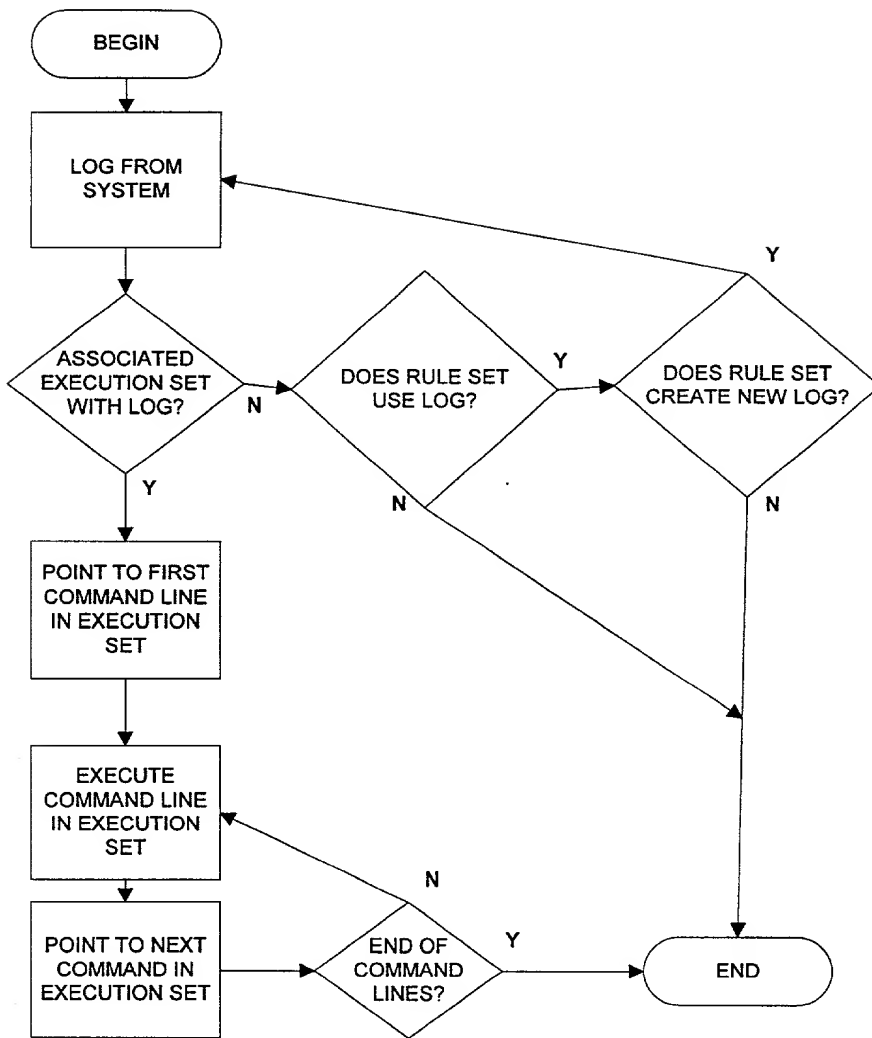 BEGIN
LOG FROM
SYSTEM
Y
ASSOCIATED
EXECUTION SET
WITH LOG?
N
DOES RULE SET
USE LOG?
Y
DOES RULE SET
CREATE NEW LOG?
Y
N
N
POINT TO FIRST
COMMAND LINE
IN EXECUTION
SET
EXECUTE
COMMAND LINE
IN EXECUTION
SET
N
POINT TO NEXT
COMMAND IN
EXECUTION SET
END OF
COMMAND
LINES?
Y
END